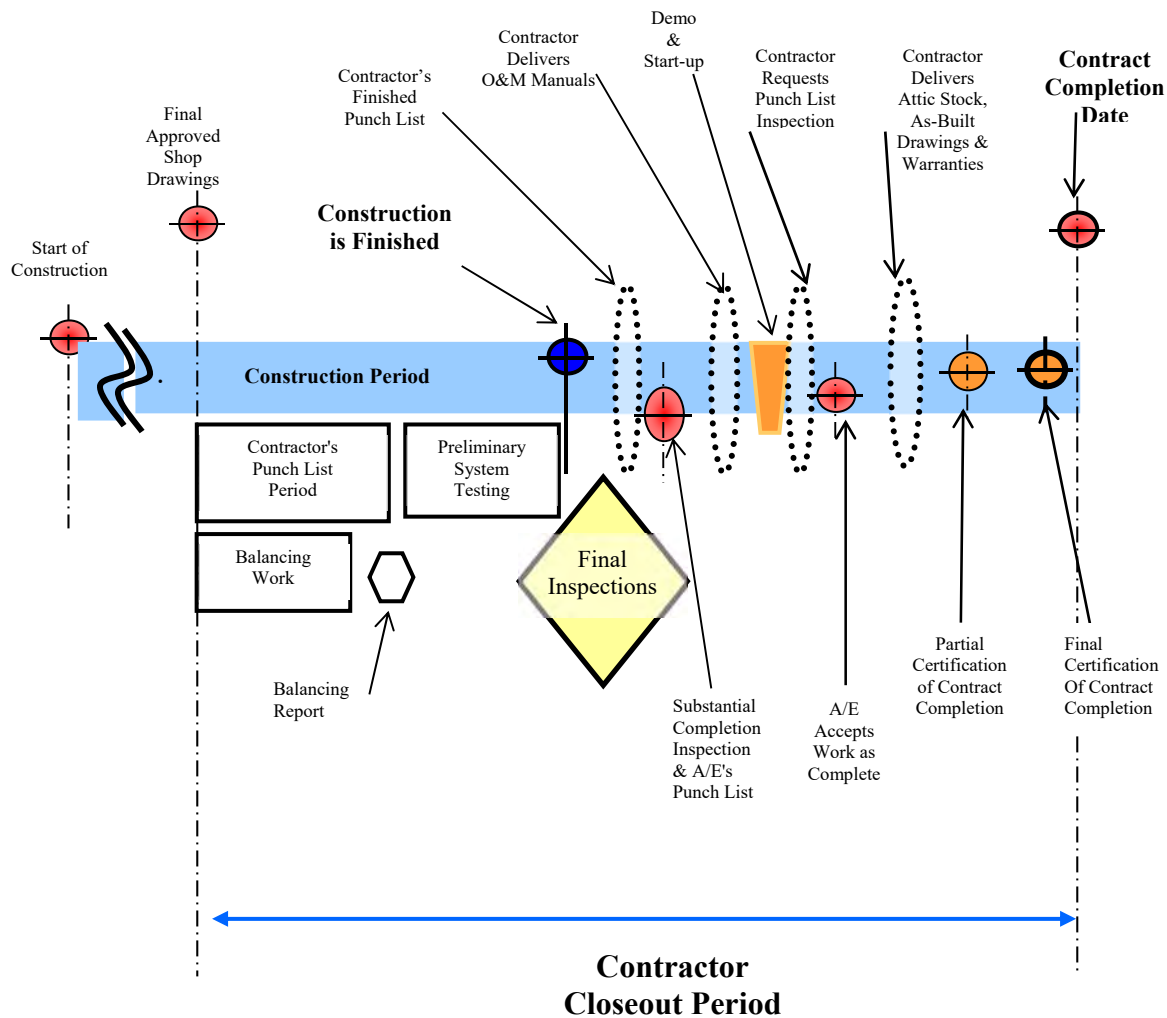 Demo
&
Start-up
Contractor
Delivers
O&M Manuals
Contractor
Requests
Punch List
Inspection
Contractor
Delivers
Attic Stock,
As-Built
Drawings &
Warranties
Contract
Completion
Date
Contractor’s
Finished
Punch List
Final
Approved
Shop
Drawings
Construction
is Finished
Start of
Construction
Construction Period
.
Contractor's
Punch List
Period
Preliminary
System
Testing
Balancing
Work
Final
Inspections
Balancing
Report
Substantial
Completion
Inspection
& A/E's
Punch List
A/E
Accepts
Work as
Complete
Partial
Certification
of Contract
Completion
Final
Certification
Of Contract
Completion
Contractor
Closeout Period